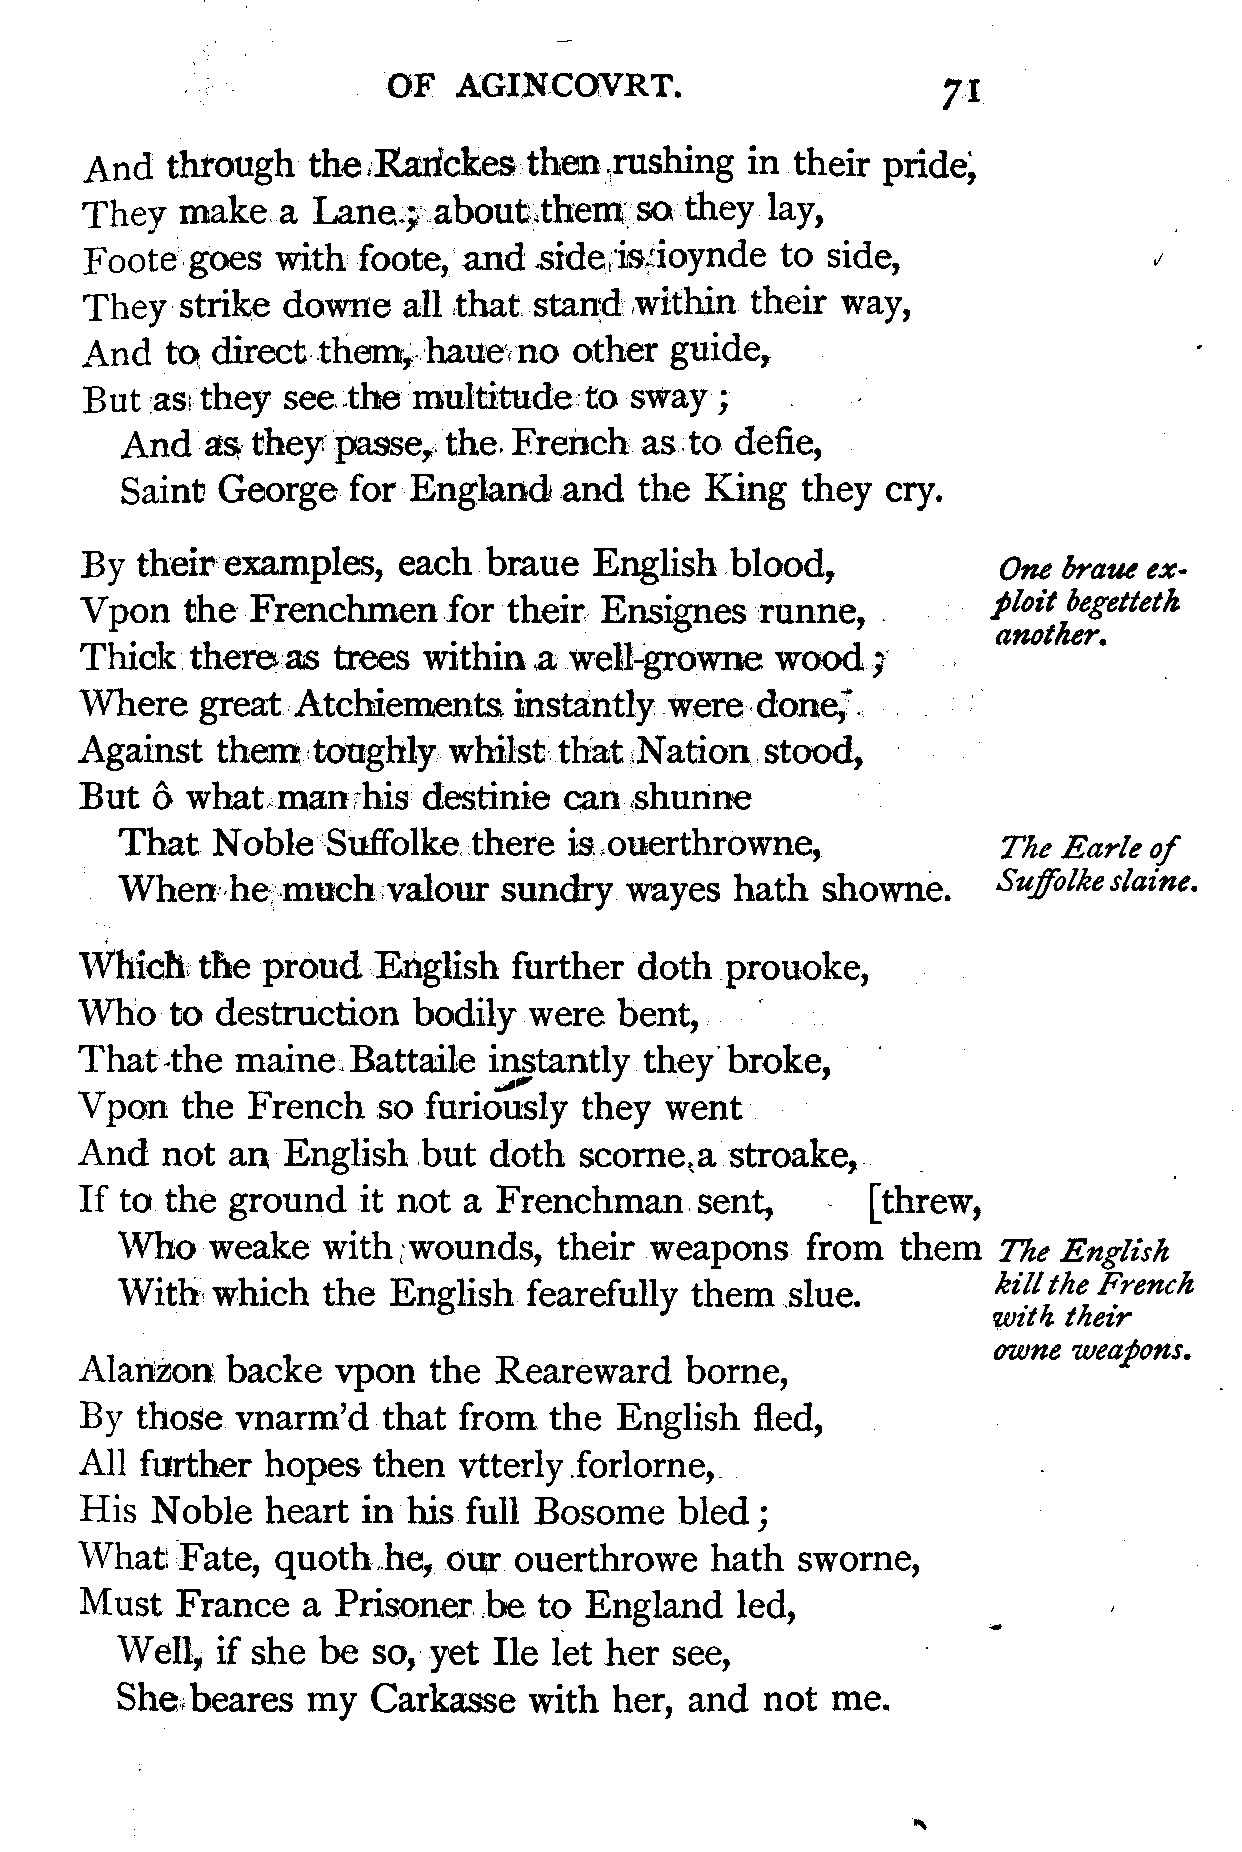 OF AGINCOVRT. 71
And through the Ranckes then rushing in their pride,
They make a Lane; about them so they lay,
Foote goes with foote, and side is ioynde to side,
They strike downe all that stand within their way,
And to direct them, haue no other guide,
But as they see the multitude to sway ;
And as they passe, the French as to defie,
Saint George for England and the King they cry.
By their examples, each braue English blood,
Vpon the Frenchmen for their Ensignes runne,
Thick there as trees within a well-growne wood ;
Where great Atchiements instantly were done,
Against them toughly whilst that Nation stood,
But ô what man his destinie can shunne
That Noble Suffolke there is ouerthrowne,
When he much valour sundry wayes hath showne.
One braue ex-
ploit begetteth
another.
The Earle of
Suffolke slaine.
Which the proud English further doth prouoke,
Who to destruction bodily were bent,
That the maine Battaile instantly they broke,
Vpon the French so furiously they went
And not an English but doth scorne a stroake,
If to the ground it not a Frenchman sent, [threw,
Who weake with wounds, their weapons from them
With which the English fearefully them slue.
The English
kill the French
with their
owne weapons.
Alanzon backe vpon the Reareward borne,
By those vnarm'd that from the English fled,
All further hopes then vtterly forlorne,
His Noble heart in his full Bosome bled ;
What Fate, quoth he, our ouerthrowe hath sworne,
Must France a Prisoner be to England led,
Well, if she be so, yet Ile let her see,
She beares my Carkasse with her, and not me.